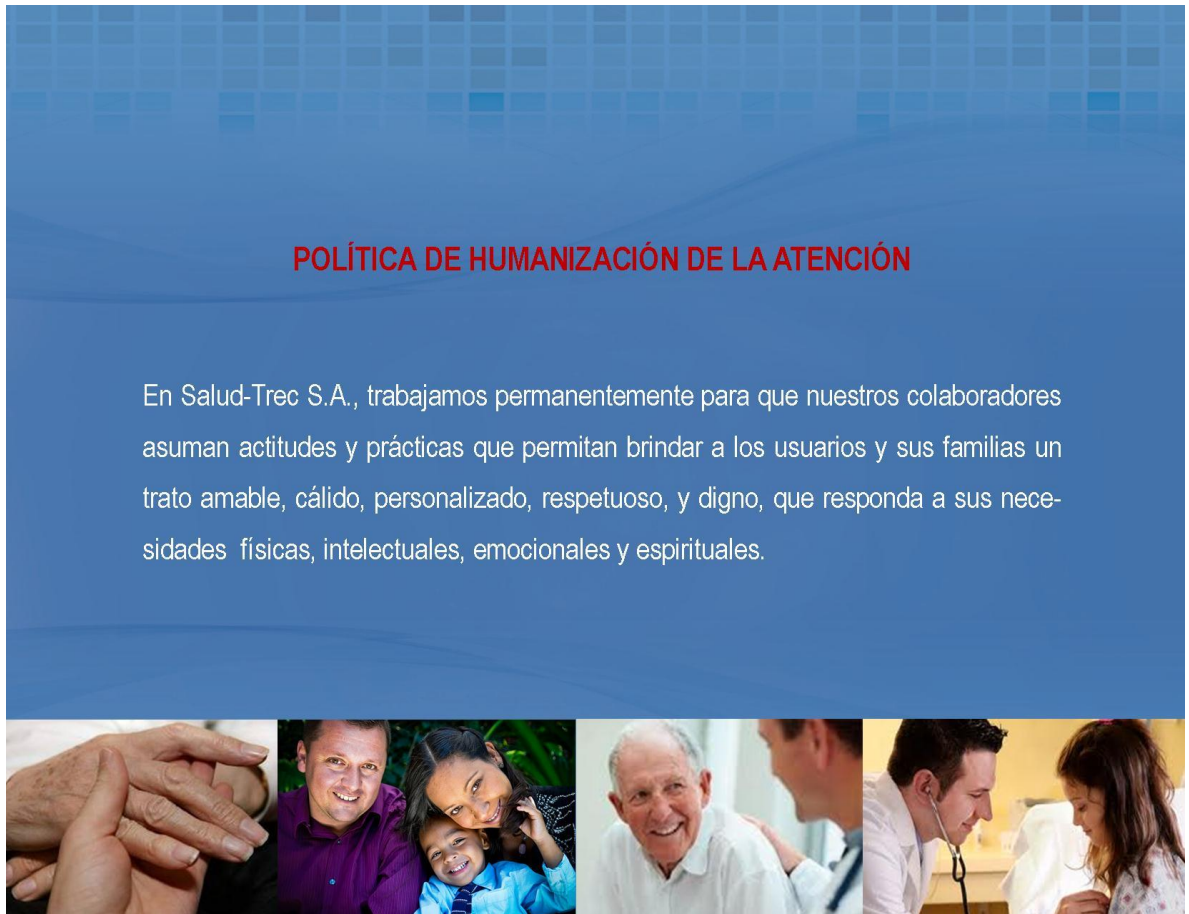 POLÍTICA DE HUMANIZACIÓN DE LA ATENCIÓN
En Salud-Trec S.A., trabajamos permanentemente para que nuestros colaboradores
asuman actitudes y prácticas que permitan brindar a los usuarios y sus familias un
trato amable, cálido, personalizado, respetuoso, y digno, que responda a sus nece-
sidades  físicas, intelectuales, emocionales y espirituales.